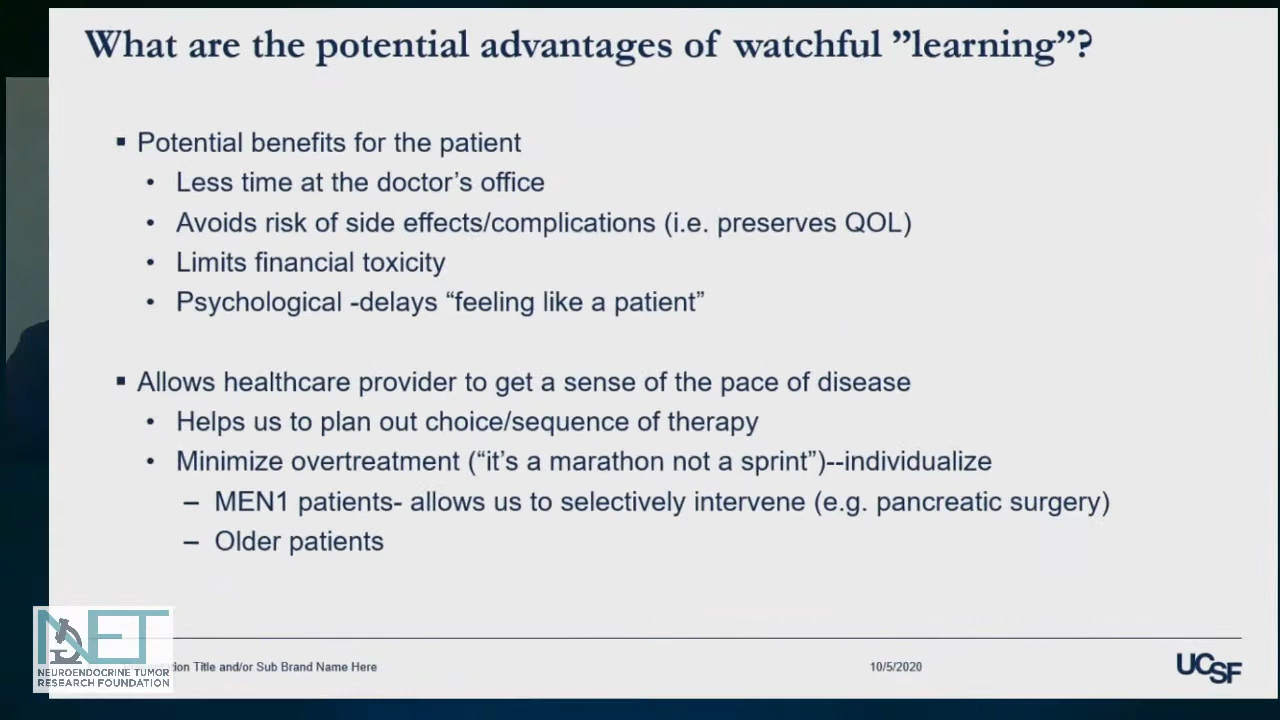 What are the potential advantages of watchful ”learning”?
▪ Potential benefits for the patient
• Less time at the doctor’s office
• Avoids risk of side effects/complications (i.e. preserves QOL)
• Limits financial toxicity
• Psychological -delays “feeling like a patient”
▪ Allows healthcare provider to get a sense of the pace of disease
• Helps us to plan out choice/sequence of therapy
• Minimize overtreatment (“it’s a marathon not a sprint”)--individualize
– MEN1 patients- allows us to selectively intervene (e.g. pancreatic surgery)
– Older patients
NET
NEUROENDOCRINE TUMOR
RESEARCH FOUNDATION
Title and/or Sub Brand Name Here
10/5/2020
UCSF